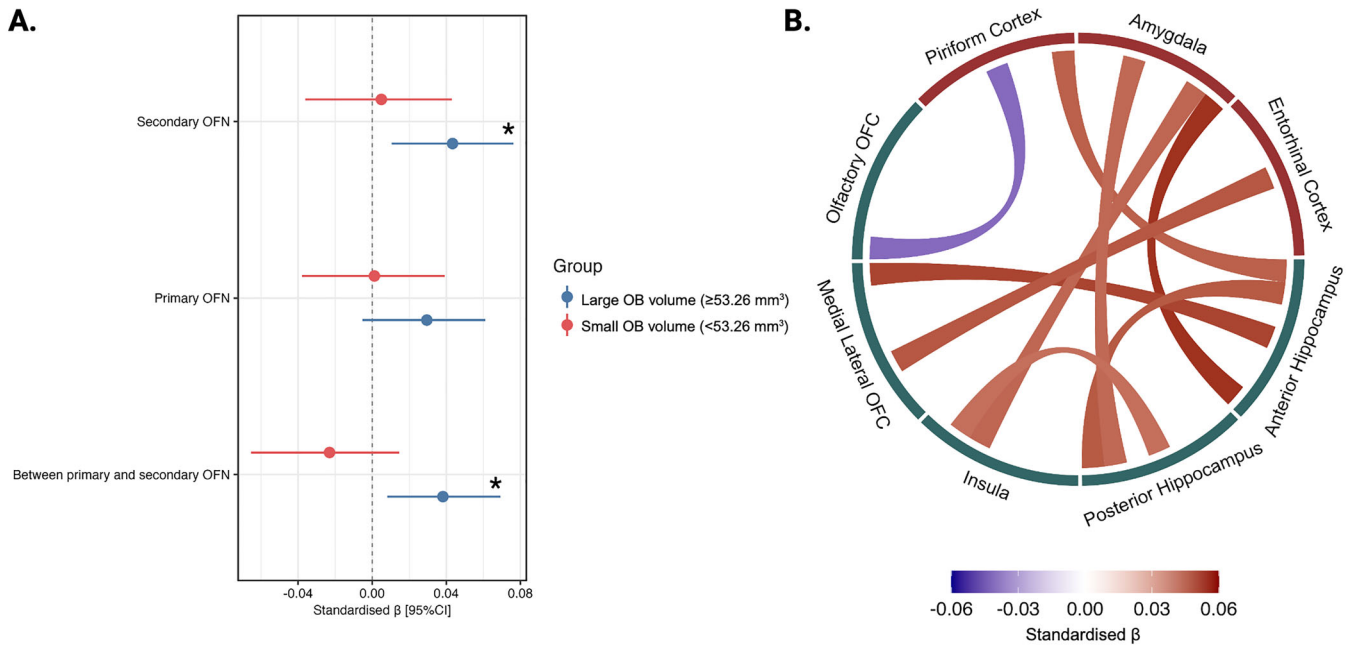 A.
Secondary OFN
*
Primary OFN
Between primary and secondary OFN
*
-0.04 0.00 0.04 0.08
Standardised β [95%CI]
Group
Large OB volume (≥53.26 mm³)
Small OB volume (<53.26 mm³)
B.
Piriform Cortex
Amygdala
Entorhinal Cortex
Anterior Hippocampus
Posterior Hippocampus
Insula
Medial Lateral OFC
Olfactory OFC
-0.06 -0.03 0.00 0.03 0.06
Standardised β